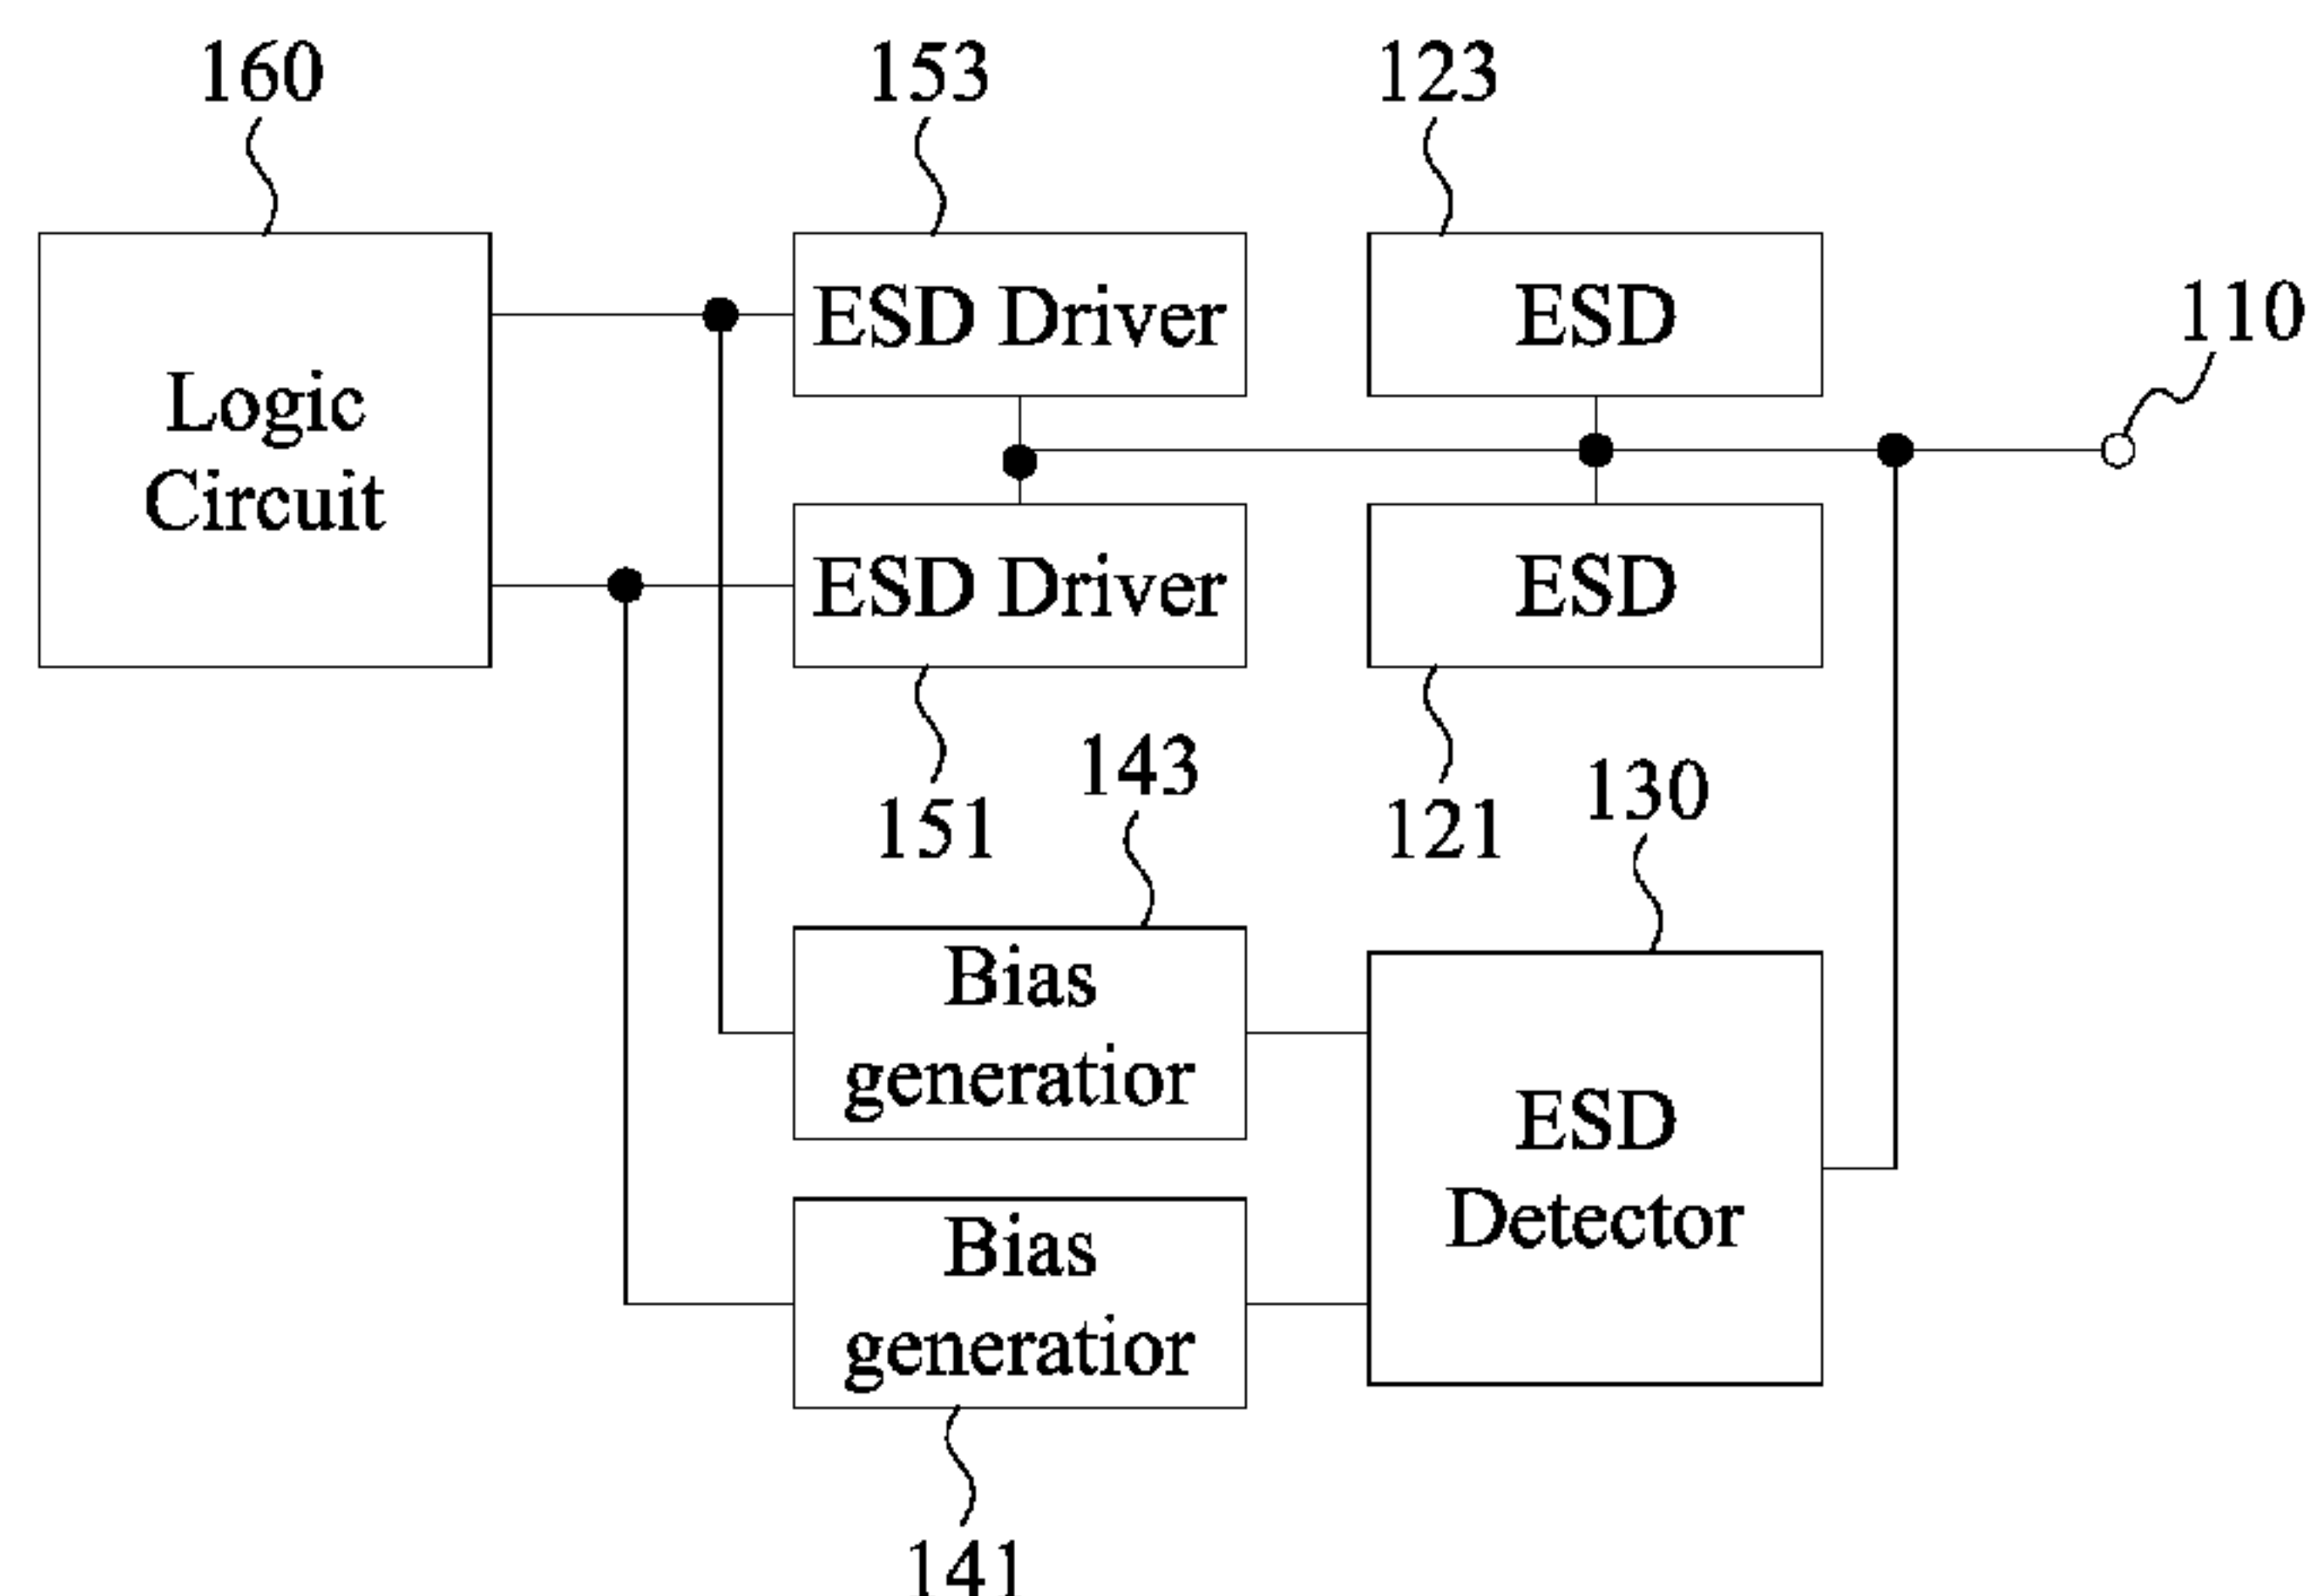 160
153
123
110
ESD Driver
ESD
Logic
Circuit
ESD Driver
ESD
151
143
121
130
Bias
generatior
ESD
Detector
Bias
generatior
141